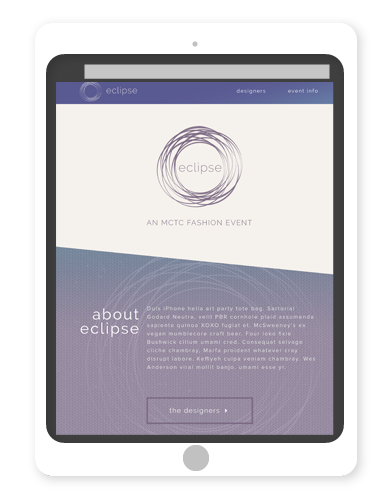 eclipse
designers
event info
eclipse
AN MCTC FASHION EVENT
about
eclipse
Duis iPhone hella art party tote bag. Sartorial
Godard Neutra, velit PBR cornhole plaid assumenda
sapiente quinoa XOXO fugiat et. McSweeney's ex
vegan mumblecore craft beer. Four loko fixie
Bushwick cillum umami cred. Consequat selvage
cliche chambray, Marfa proident whatever cray
disrupt labore. Keffiyeh culpa veniam chambray, Wes
Anderson viral mollit banjo, umami esse yr.
the designers